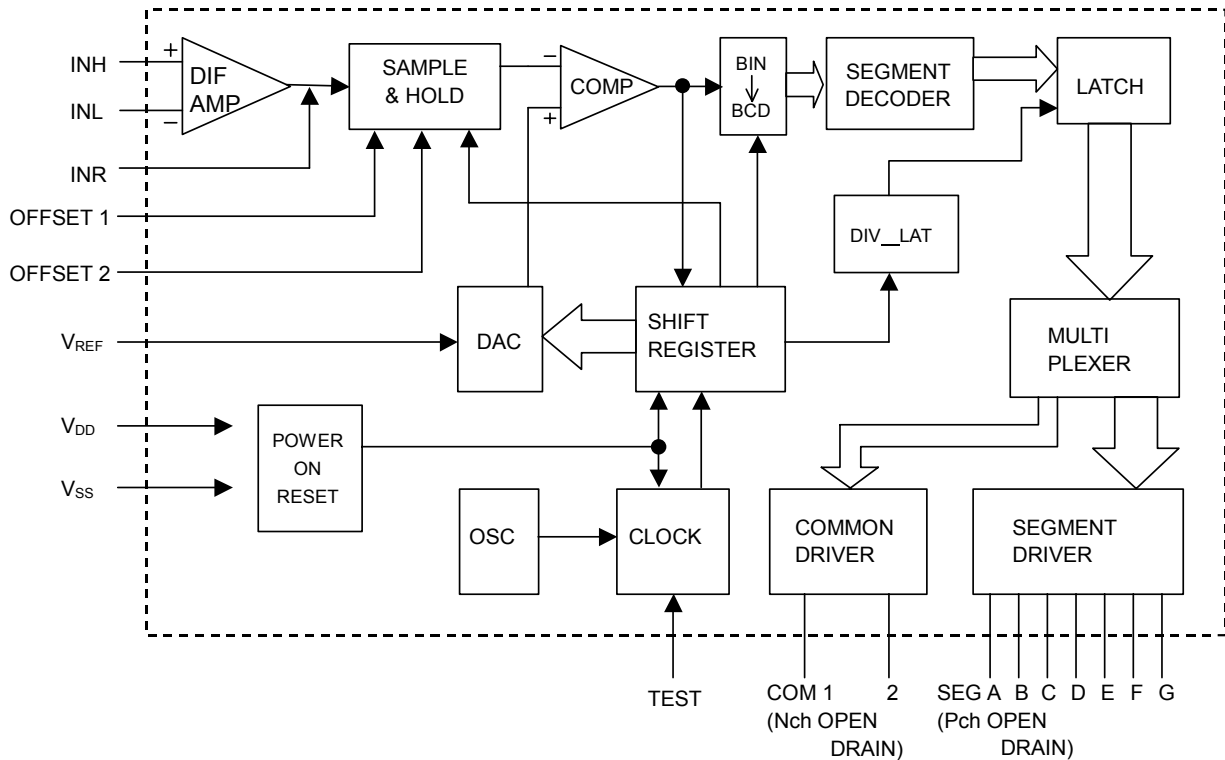 INH
INL
INR
OFFSET 1
OFFSET 2
VREF
VDD
VSS
+
DIF
AMP
−
SAMPLE
& HOLD
−
COMP
+
BIN
BCD
SEGMENT
DECODER
LATCH
DIV__LAT
DAC
SHIFT
REGISTER
MULTI
PLEXER
POWER
ON
RESET
OSC
CLOCK
COMMON
DRIVER
SEGMENT
DRIVER
TEST
COM 1 2
(Nch OPEN
DRAIN)
SEG A B C D E F G
(Pch OPEN
DRAIN)